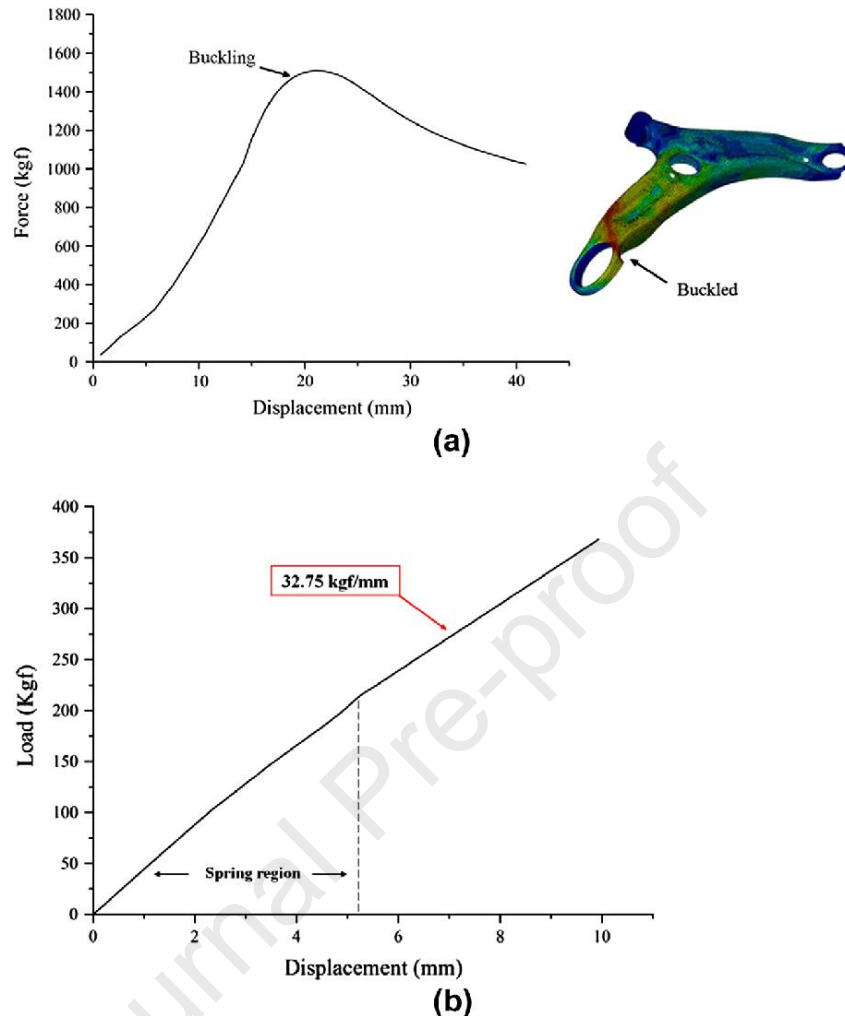 1800
1600
1400
1200
1000
800
600
400
200
0
Force (kgf)
Buckling
0
10
20
30
40
Displacement (mm)
Buckled
(a)
400
350
300
250
200
150
100
50
0
Load (Kgf)
32.75 kgf/mm
Spring region
0
2
4
6
8
10
Displacement (mm)
(b)
urnal Pre-proof